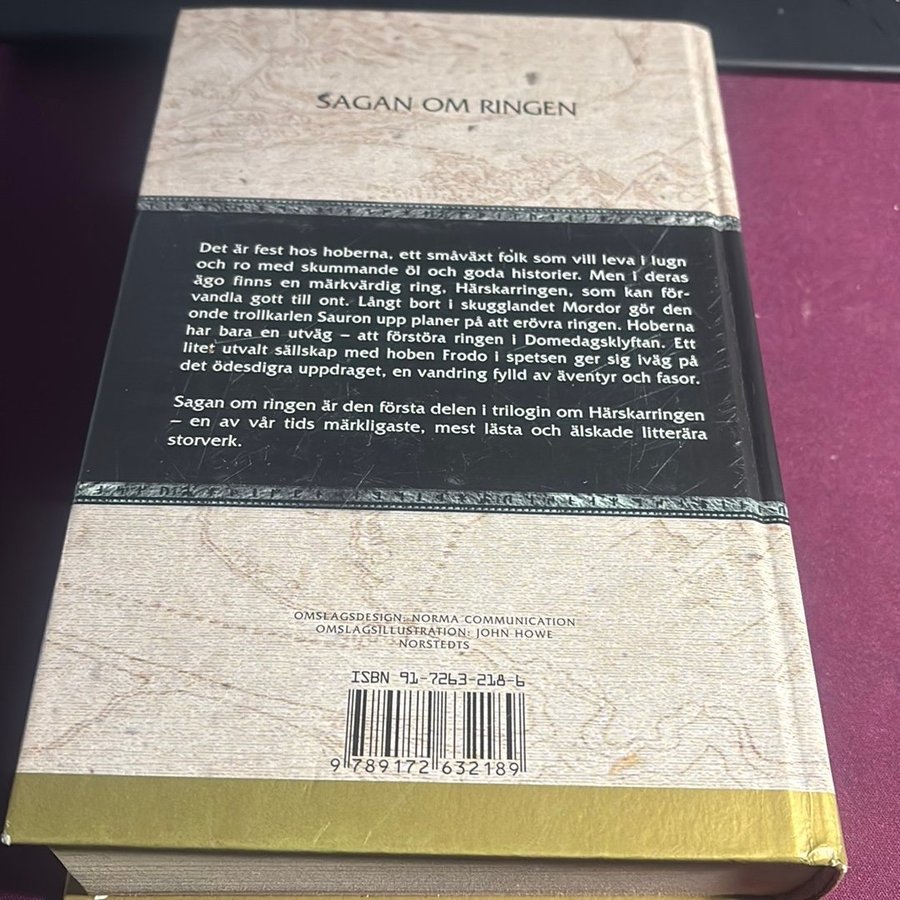 SAGAN OM RINGEN
Det är fest hos hoberna, ett småväxt folk som vill leva i lugn
och ro med skummande öl och goda historier. Men i deras
ägo finns en märkvärdig ring, Härskarringen, som kan för-
vandla gott till ont. Långt bort i skugglandet Mordor gör den
onde trollkarlen Sauron upp planer på att erövra ringen. Hoberna
har bara en utväg – att förstöra ringen i Domedagsklyftan. Ett
litet utvalt sällskap med hoben Frodo i spetsen ger sig iväg på
det ödesdigra uppdraget, en vandring fylld av äventyr och fasor.
Sagan om ringen är den första delen i trilogin om Härskarringen
– en av vår tids märkligaste, mest lästa och älskade litterära
storverk.
OMSLAGSDESIGN: NORMA COMMUNICATION
OMSLAGSILLUSTRATION: JOHN HOWE
NORSTEDTS
ISBN 91-7263-218-6
9 789172 632189